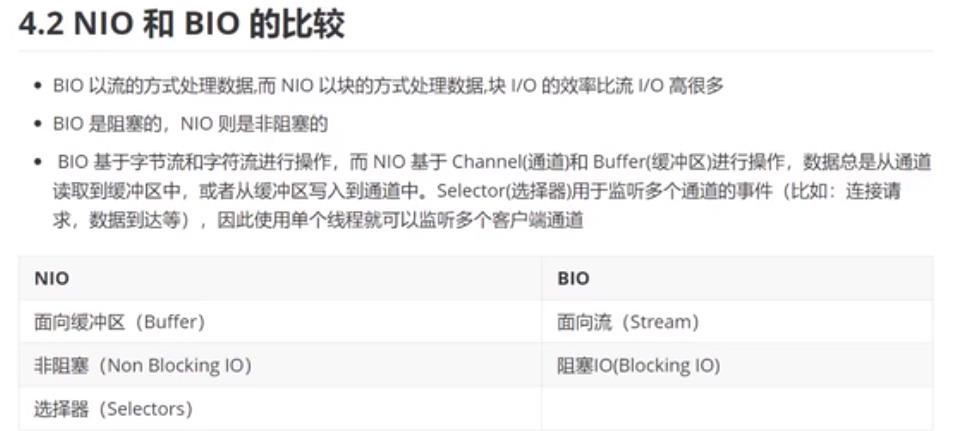 4.2 NIO 和 BIO 的比较
BIO 以流的方式处理数据,而 NIO 以块的方式处理数据,块 I/O 的效率比流 I/O 高很多
BIO 是阻塞的，NIO 则是非阻塞的
BIO 基于字节流和字符流进行操作，而 NIO 基于 Channel(通道)和 Buffer(缓冲区)进行操作，数据总是从通道
读取到缓冲区中，或者从缓冲区写入到通道中。Selector(选择器)用于监听多个通道的事件（比如：连接请
求，数据到达等），因此使用单个线程就可以监听多个客户端通道
NIO BIO
面向缓冲区（Buffer） 面向流（Stream）
非阻塞（Non Blocking IO） 阻塞IO(Blocking IO)
选择器（Selectors）